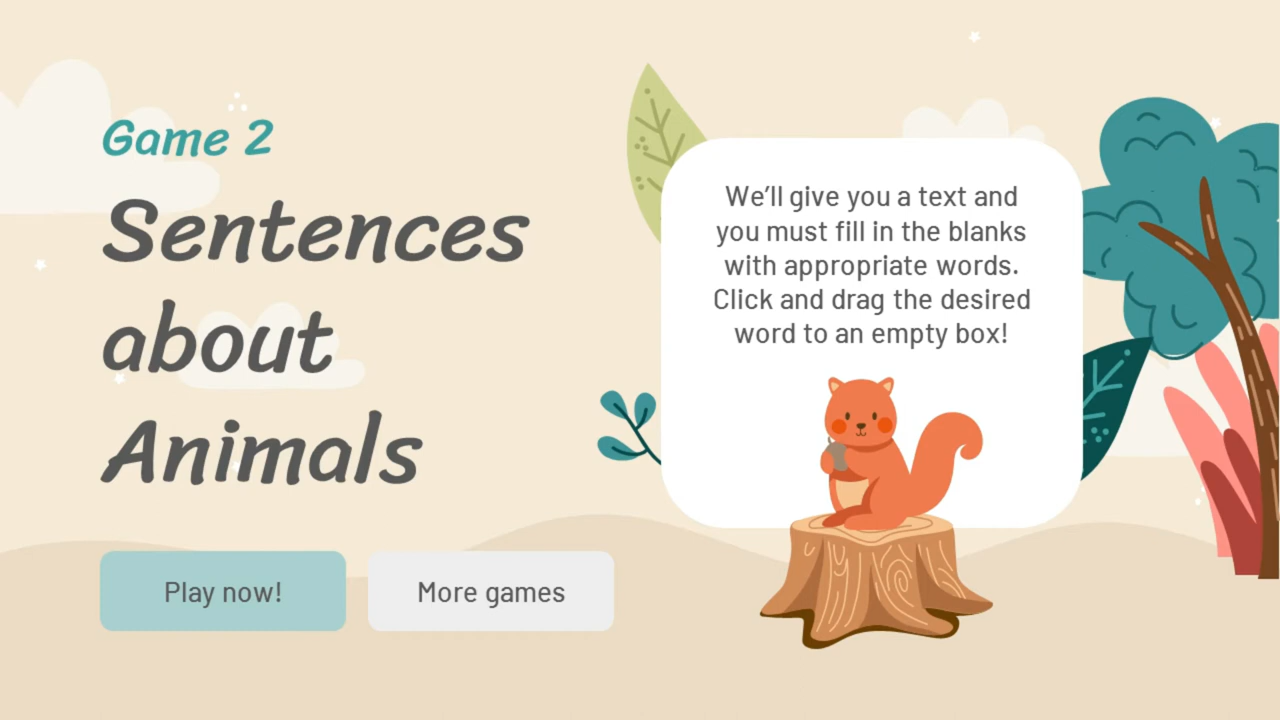 Game 2
Sentences
about
Animals
Play now!
More games
We’ll give you a text and
you must fill in the blanks
with appropriate words.
Click and drag the desired
word to an empty box!